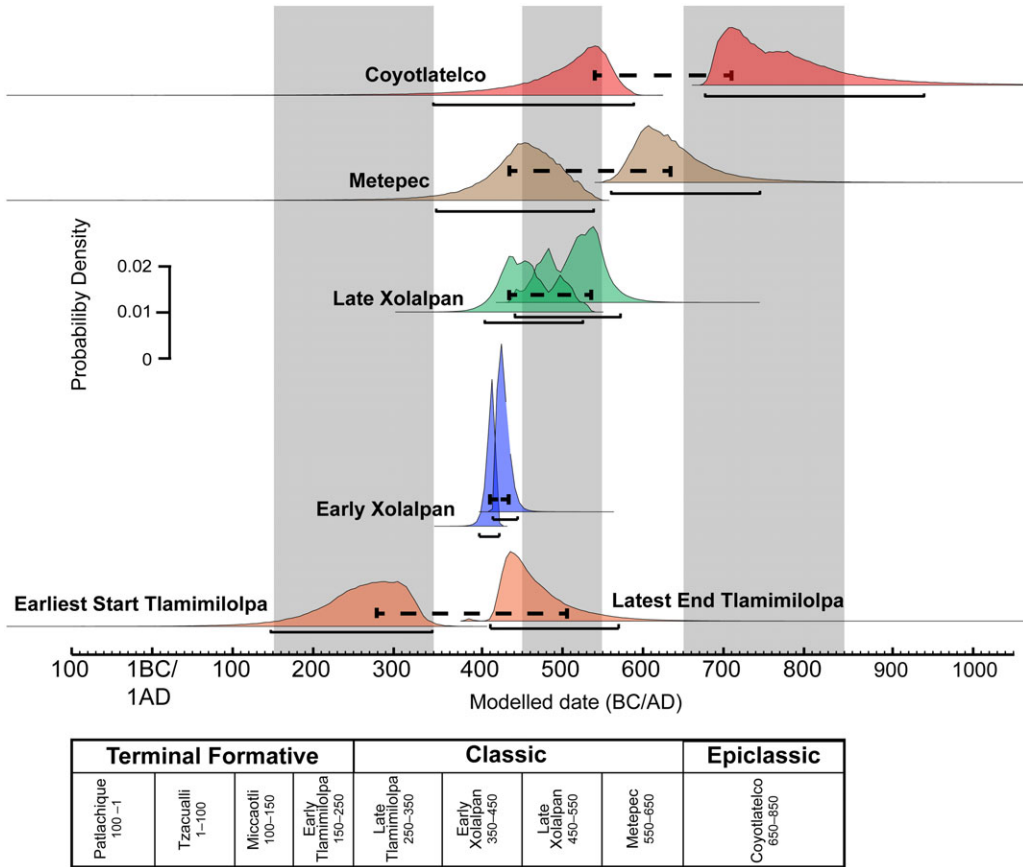 Coyotlatelco
Metepec
Probabiliby Density
0.02
0.01
0
Late Xolalpan
Early Xolalpan
Earliest Start Tlamimilolpa
Latest End Tlamimilolpa
100 1BC/ 100 200 300 400 500 600 700 800 900 1000
1AD
Modelled date (BC/AD)
Terminal Formative Classic Epiclassic
Patlachique
100 –1
Tzacualli
1–100
Miccaotli
100–150
Early
Tlamimilolpa
150–250
Late
Tlamimilolpa
250–350
Early
Xolalpan
350–450
Late
Xolalpan
450–550
Metepec
550–650
Coyotlatelco
650–850